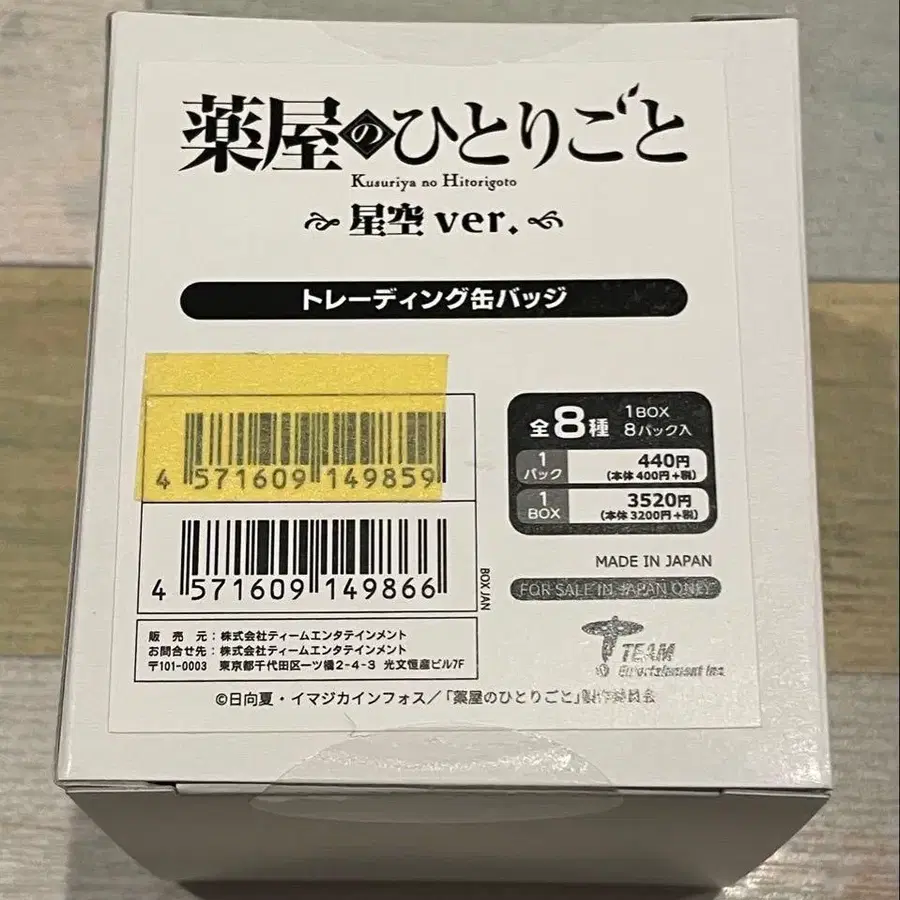 薬屋のひとりごと
Kusuriya no Hitorigoto
星空 ver.
トレーディング缶バッジ
4 571609 149859
4 571609 149866
BOX JAN
全8種 1BOX 8パック入
1パック 440円
(本体400円+税)
1BOX 3520円
(本体3200円+税)
MADE IN JAPAN
FOR SALE IN JAPAN ONLY
販売元:株式会社ティームエンタテインメント
お問合せ先:株式会社ティームエンタテインメント
〒101-0003 東京都千代田区一ツ橋2-4-3 光文恒産ビル7F
TEAM
Entertainment Inc
©日向夏・イマジカインフォス/「薬屋のひとりごと」製作委員会